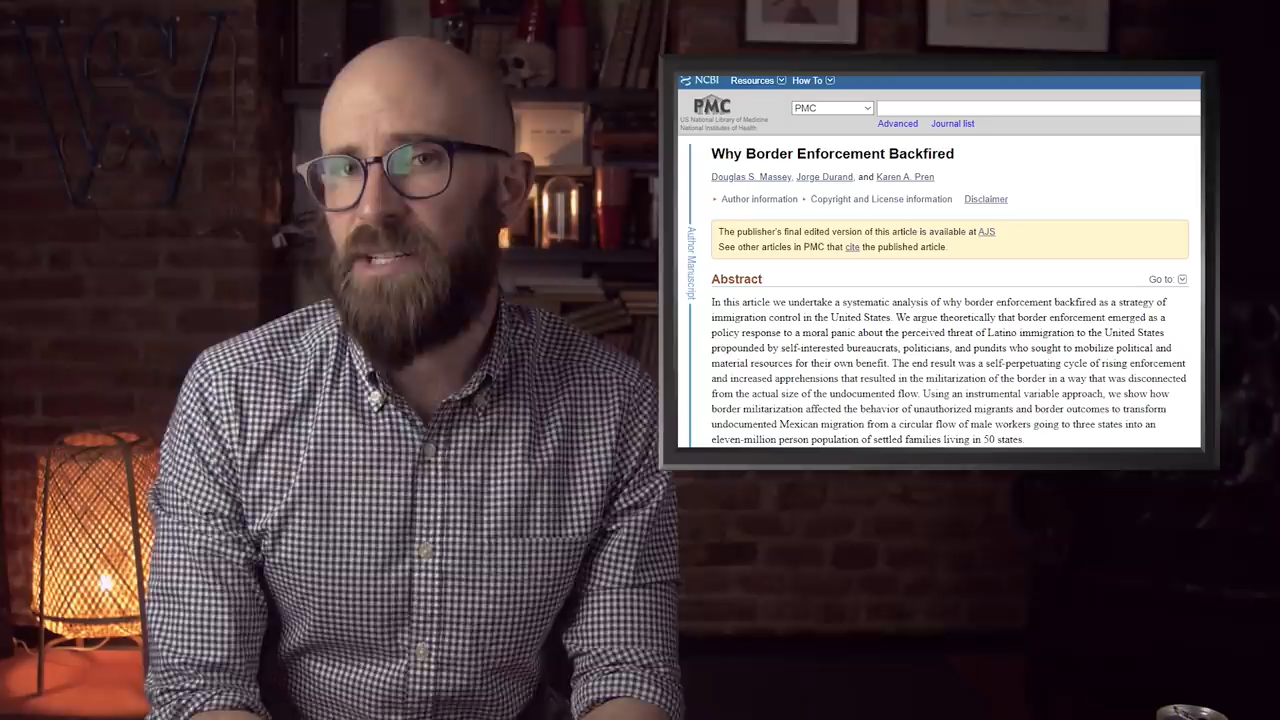 NCBI Resources How To
PMC
US National Library of Medicine
National Institutes of Health
PMC
Advanced Journal list
Why Border Enforcement Backfired
Douglas S. Massey, Jorge Durand, and Karen A. Pren
‣ Author information ‣ Copyright and License information Disclaimer
The publisher's final edited version of this article is available at AJS
See other articles in PMC that cite the published article.
Author Manuscript
Abstract
Go to:
In this article we undertake a systematic analysis of why border enforcement backfired as a strategy of
immigration control in the United States. We argue theoretically that border enforcement emerged as a
policy response to a moral panic about the perceived threat of Latino immigration to the United States
propounded by self-interested bureaucrats, politicians, and pundits who sought to mobilize political and
material resources for their own benefit. The end result was a self-perpetuating cycle of rising enforcement
and increased apprehensions that resulted in the militarization of the border in a way that was disconnected
from the actual size of the undocumented flow. Using an instrumental variable approach, we show how
border militarization affected the behavior of unauthorized migrants and border outcomes to transform
undocumented Mexican migration from a circular flow of male workers going to three states into an
eleven-million person population of settled families living in 50 states.